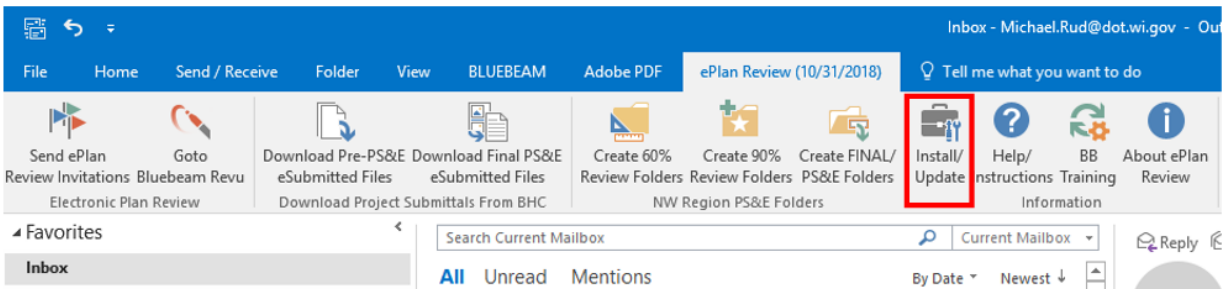 Inbox - Michael.Rud@dot.wi.gov - Out
File Home Send / Receive Folder View BLUEBEAM Adobe PDF ePlan Review (10/31/2018) Tell me what you want to do
Send ePlan Goto Download Pre-PS&E Download Final PS&E Create 60% Create 90% Create FINAL/ Install/ Help/ BB About ePlan
Review Invitations Bluebeam Revu eSubmitted Files eSubmitted Files Review Folders Review Folders PS&E Folders Update nstructions Training Review
Electronic Plan Review Download Project Submittals From BHC NW Region PS&E Folders Information
Favorites Search Current Mailbox Current Mailbox Reply
Inbox All Unread Mentions By Date Newest